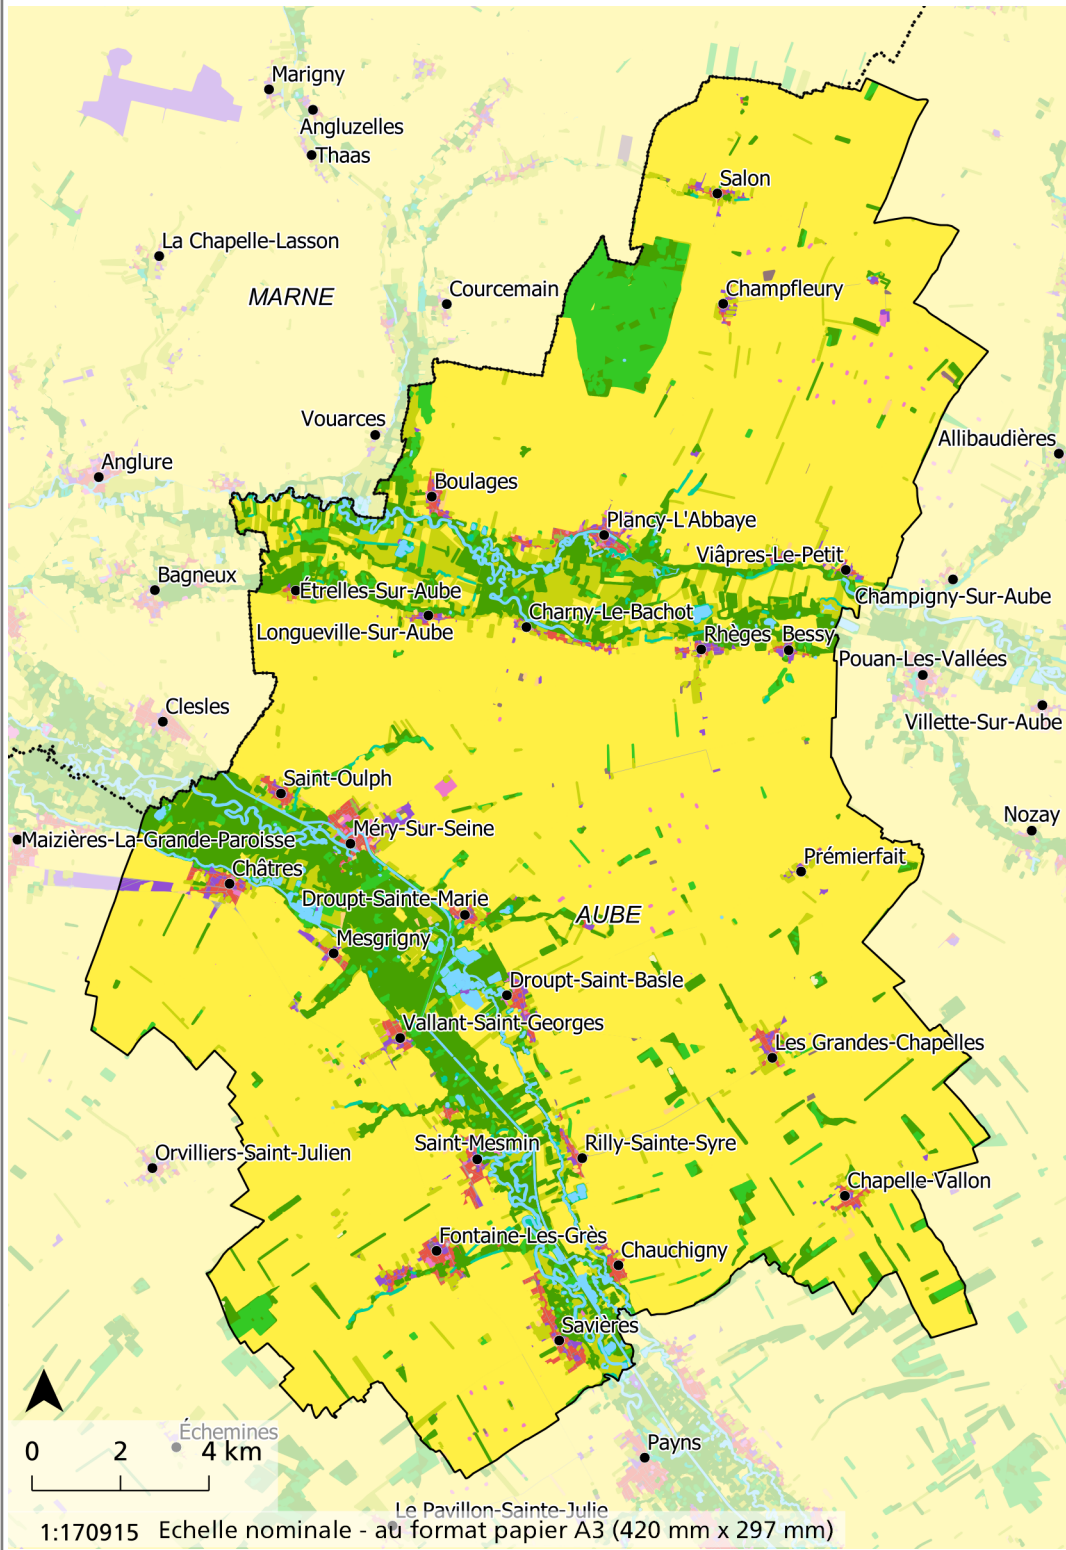 Marigny
Angluzelles
Thaas
Salon
La Chapelle-Lasson
MARNE
Courcemain
Champfleury
Vouarces
Allibaudières
Anglure
Boulages
Plancy-L'Abbaye
Viâpres-Le-Petit
Bagneux
Étrelles-Sur-Aube
Champigny-Sur-Aube
Charny-Le-Bachot
Longueville-Sur-Aube
Rhèges
Bessy
Pouan-Les-Vallées
Clesles
Villette-Sur-Aube
Saint-Oulph
Nozay
Méry-Sur-Seine
Maizières-La-Grande-Paroisse
Prémierfait
Châtres
Droupt-Sainte-Marie
AUBE
Mesgrigny
Droupt-Saint-Basle
Vallant-Saint-Georges
Les Grandes-Chapelles
Saint-Mesmin
Rilly-Sainte-Syre
Orvilliers-Saint-Julien
Chapelle-Vallon
Fontaine-Les-Grès
Chauchigny
Savières
Échemines
0 2 4 km
Payns
Le Pavillon-Sainte-Julie
1:170915 Echelle nominale - au format papier A3 (420 mm x 297 mm)